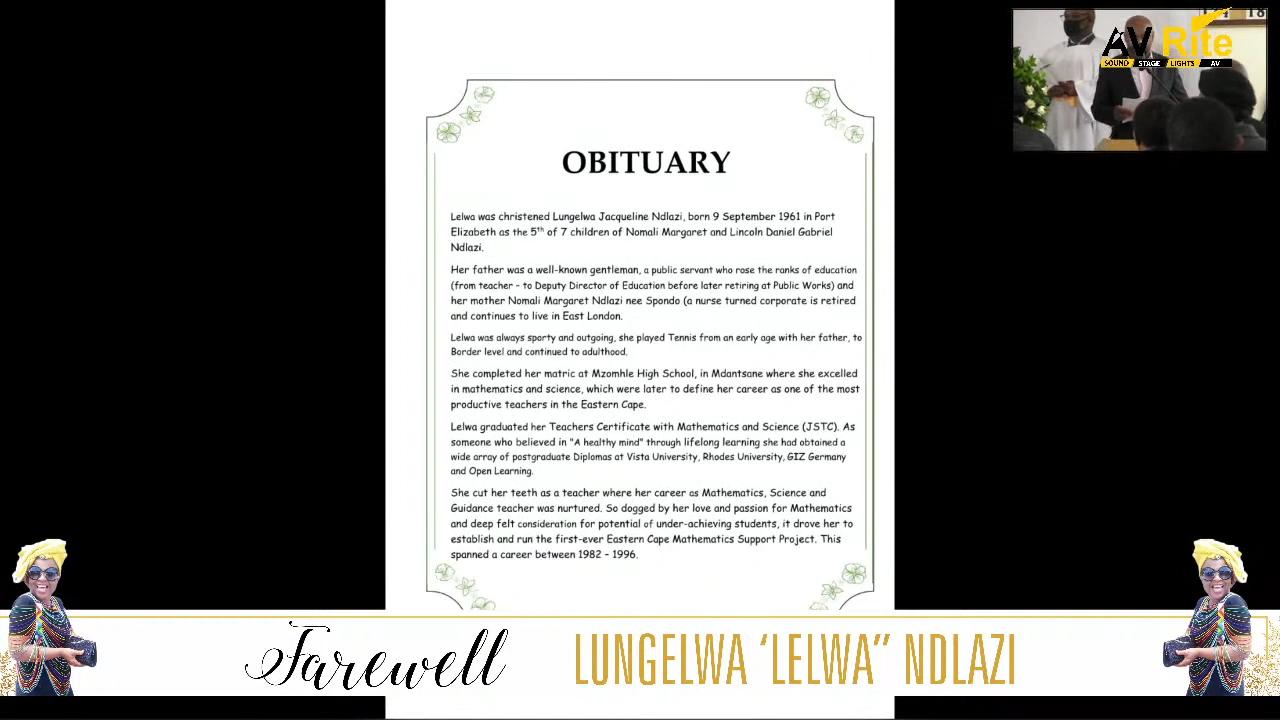 OBITUARY
Lelwa was christened Lungelwa Jacqueline Ndlazi, born 9 September 1961 in Port
Elizabeth as the 5th of 7 children of Nomali Margaret and Lincoln Daniel Gabriel
Ndlazi.
Her father was a well-known gentleman, a public servant who rose the ranks of education
(from teacher - to Deputy Director of Education before later retiring at Public Works) and
her mother Nomali Margaret Ndlazi nee Spondo (a nurse turned corporate is retired
and continues to live in East London.
Lelwa was always sporty and outgoing, she played Tennis from an early age with her father, to
Border level and continued to adulthood.
She completed her matric at Mzomhle High School, in Mdantsane where she excelled
in mathematics and science, which were later to define her career as one of the most
productive teachers in the Eastern Cape.
Lelwa graduated her Teachers Certificate with Mathematics and Science (JSTC). As
someone who believed in "A healthy mind" through lifelong learning she had obtained a
wide array of postgraduate Diplomas at Vista University, Rhodes University, GIZ Germany
and Open Learning.
She cut her teeth as a teacher where her career as Mathematics, Science and
Guidance teacher was nurtured. So dogged by her love and passion for Mathematics
and deep felt consideration for potential of under-achieving students, it drove her to
establish and run the first-ever Eastern Cape Mathematics Support Project. This
spanned a career between 1982 – 1996.
AV Rite
SOUND STAGE LIGHTS AV
Farewell LUNGELWA ‘LELWA” NDLAZI